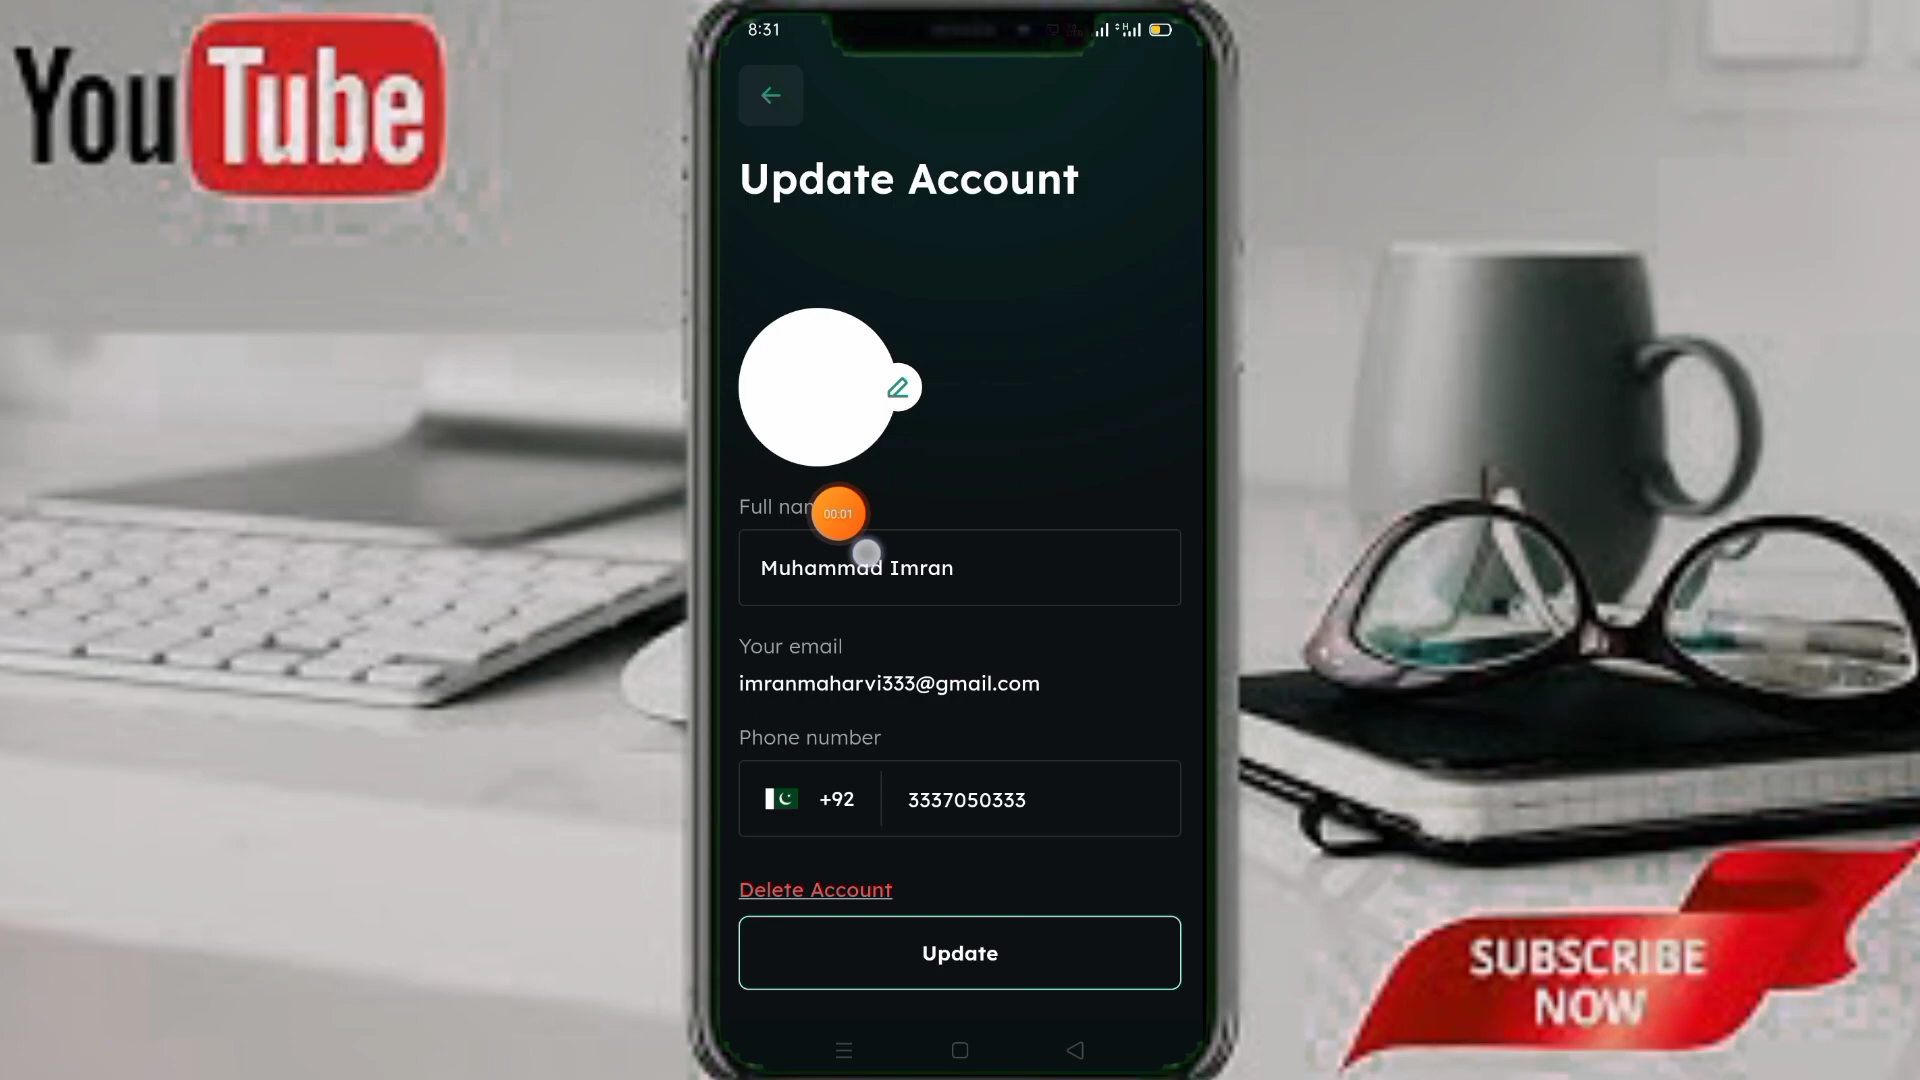 YouTube
8:31
Update Account
Full nam
00:01
Muhammad Imran
Your email
imranmaharvi333@gmail.com
Phone number
+92 3337050333
Delete Account
Update
SUBSCRIBE
NOW